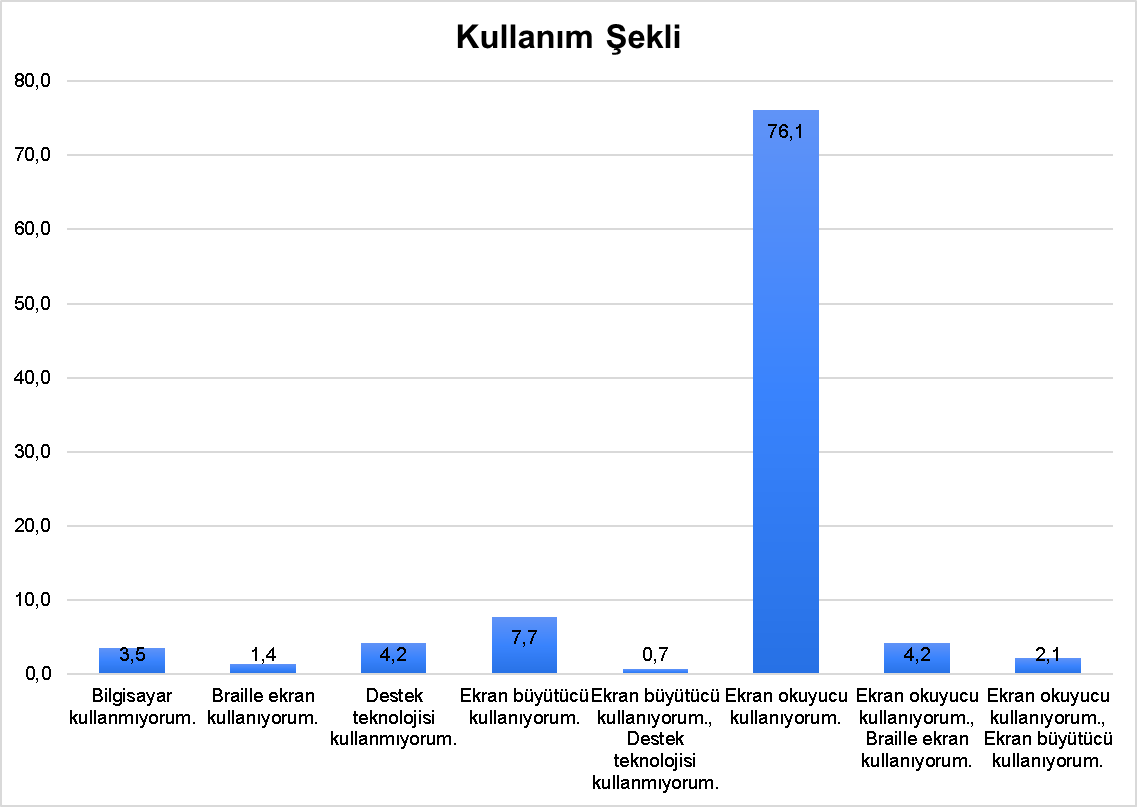 Kullanım Şekli
80,0
70,0
60,0
50,0
40,0
30,0
20,0
10,0
0,0
76,1
3,5
1,4
4,2
7,7
0,7
4,2
2,1
Bilgisayar
kullanmıyorum.
Braille ekran
kullanıyorum.
Destek
teknolojisi
kullanmıyorum.
Ekran büyütücü
kullanıyorum.
Ekran büyütücü
kullanıyorum.,
Destek
teknolojisi
kullanmıyorum.
Ekran okuyucu
kullanıyorum.
Ekran okuyucu
kullanıyorum.,
Braille ekran
kullanıyorum.
Ekran okuyucu
kullanıyorum.,
Ekran büyütücü
kullanıyorum.